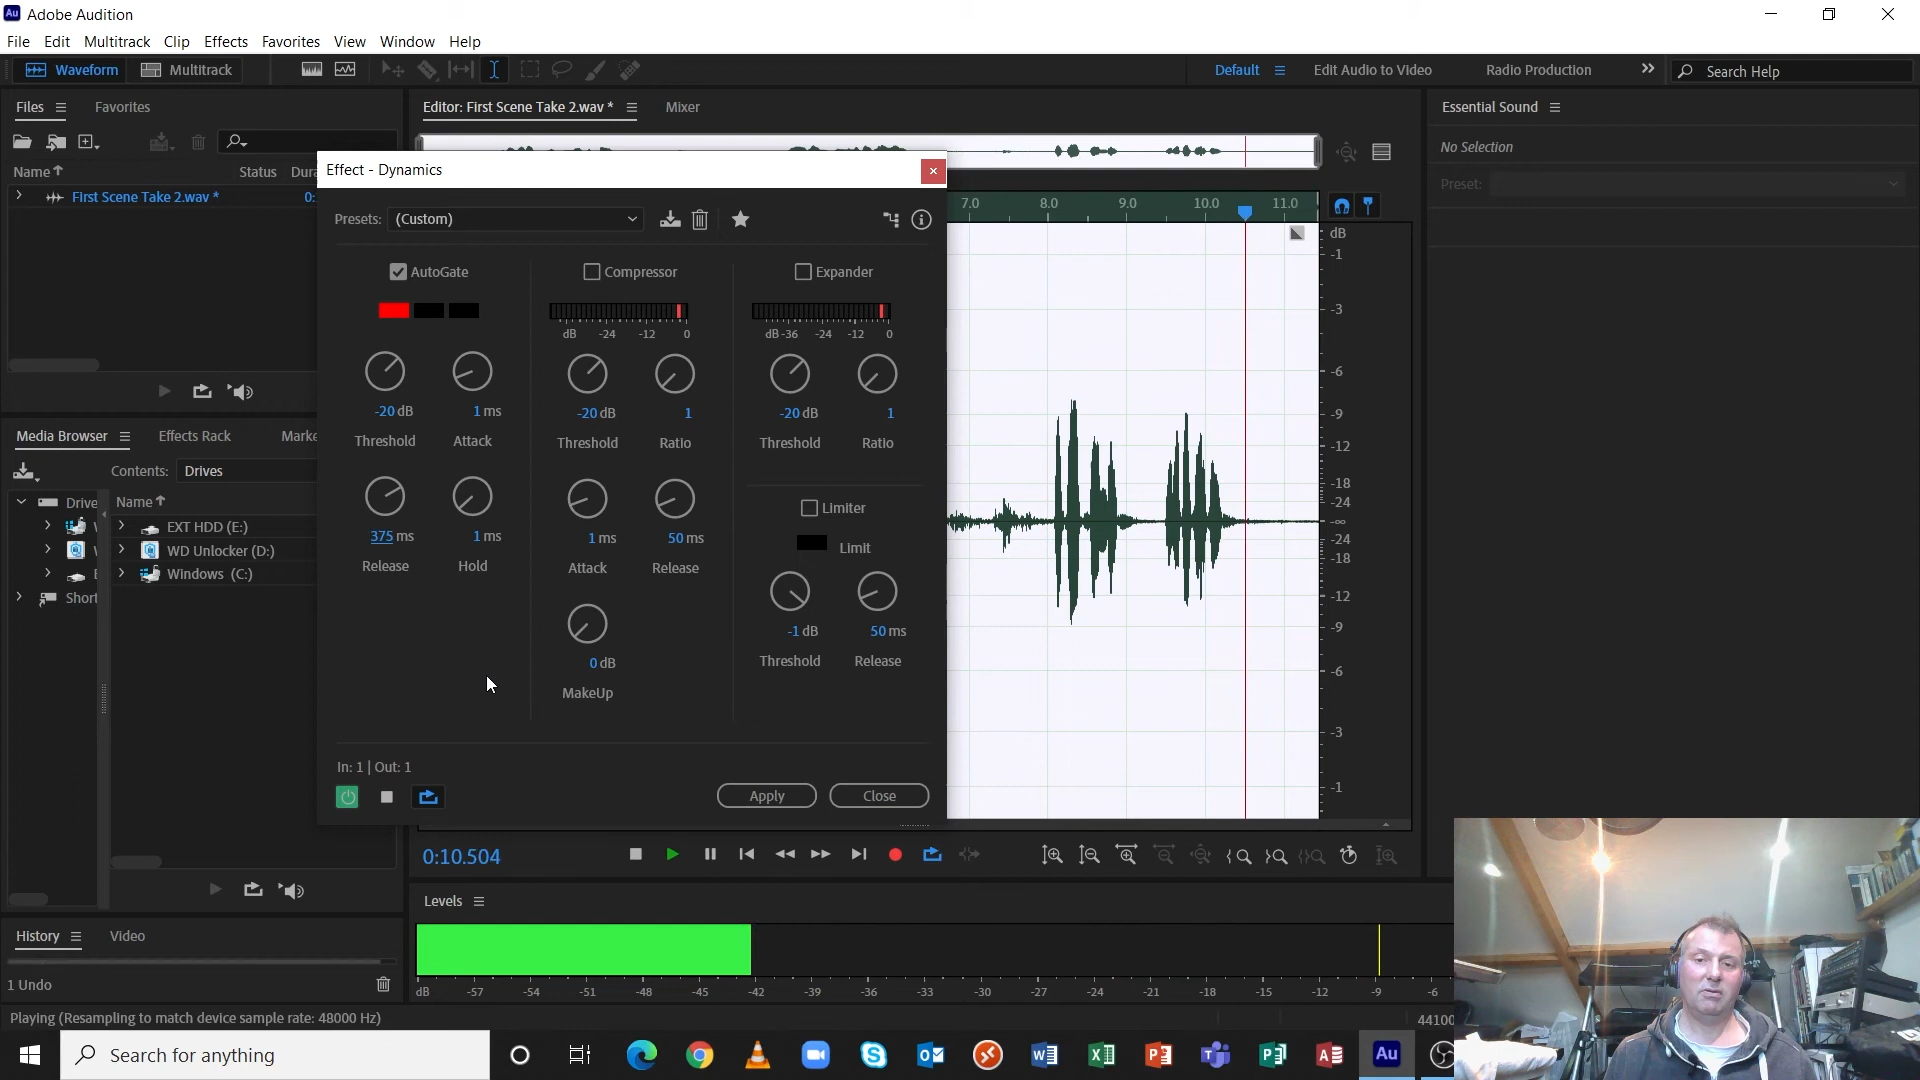 Au Adobe Audition
File Edit Multitrack Clip Effects Favorites View Window Help
Waveform Multitrack Default Edit Audio to Video Radio Production Search Help
Files Favorites Editor: First Scene Take 2.wav * Mixer Essential Sound
No Selection
Name Status Dura
Preset:
First Scene Take 2.wav * 0:
Effect - Dynamics
Presets: (Custom)
7.0 8.0 9.0 10.0 11.0
dB
-1
-3
-6
-9
-12
-18
-24
-∞
-24
-18
-12
-9
-6
-3
-1
AutoGate Compressor Expander
dB -24 -12 0
dB -36 -24 -12 0
-20 dB 1 ms -20 dB 1 -20 dB 1
Threshold Attack Threshold Ratio Threshold Ratio
Limiter
375 ms 1 ms 1 ms 50 ms
Limit
Release Hold Attack Release
-1 dB 50 ms
0 dB Threshold Release
MakeUp
In: 1 | Out: 1
Apply Close
Media Browser Effects Rack Marke
Contents: Drives
Drive Name
EXT HDD (E:)
WD Unlocker (D:)
Windows (C:)
Short
0:10.504
Levels
dB -57 -54 -51 -48 -45 -42 -39 -36 -33 -30 -27 -24 -21 -18 -15 -12 -9 -6
History Video
1 Undo
Playing (Resampling to match device sample rate: 48000 Hz) 44100
Search for anything
Au